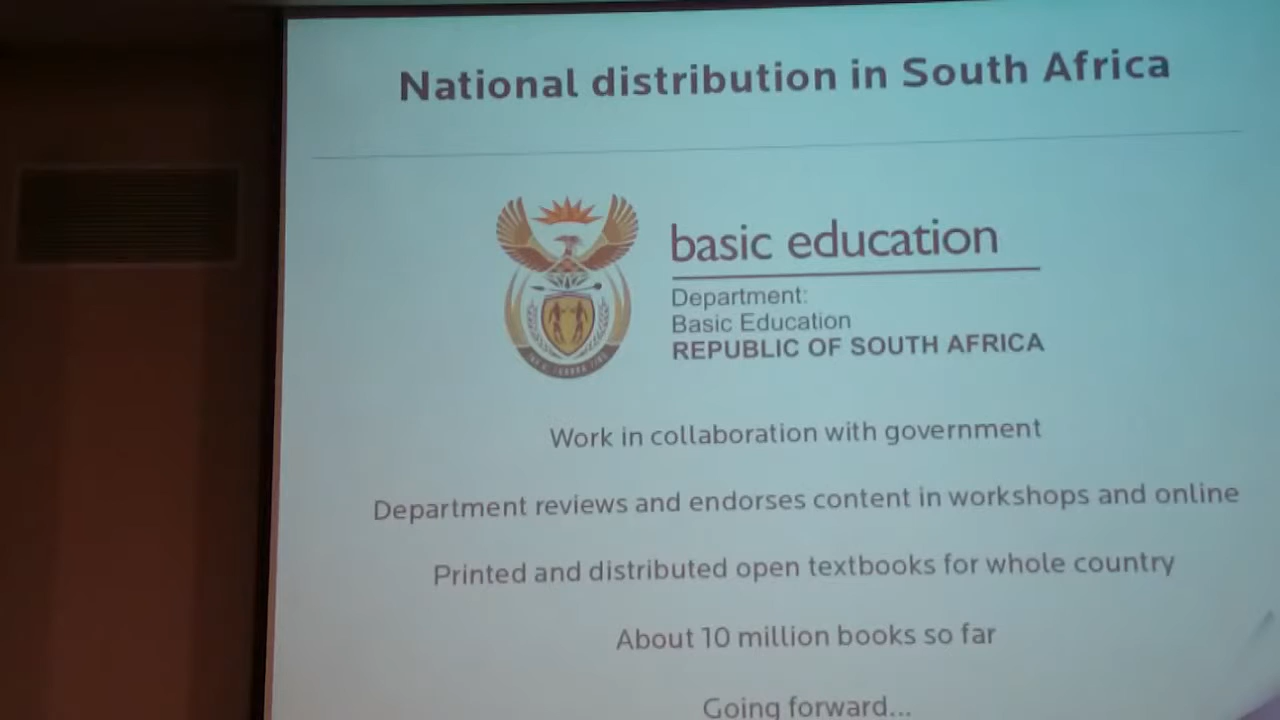 National distribution in South Africa
basic education
Department:
Basic Education
REPUBLIC OF SOUTH AFRICA
Work in collaboration with government
Department reviews and endorses content in workshops and online
Printed and distributed open textbooks for whole country
About 10 million books so far
Going forward...